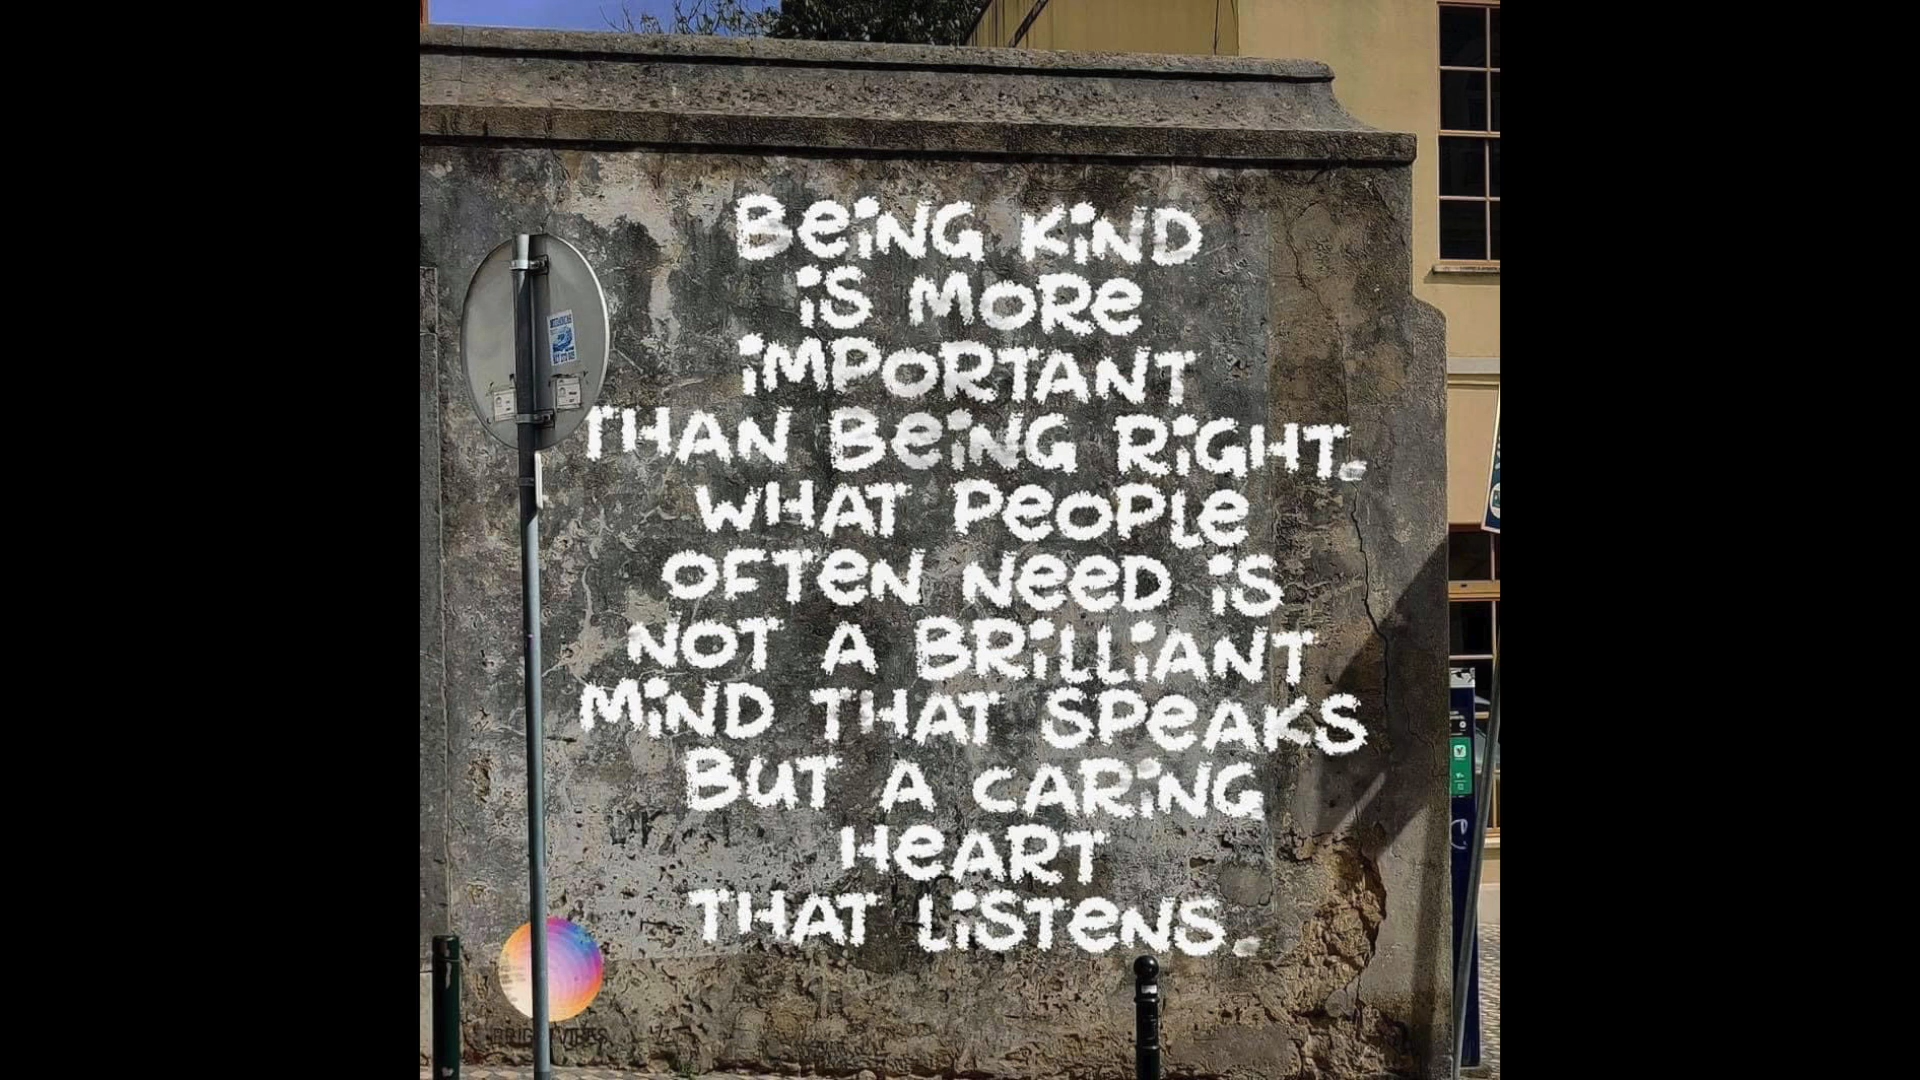 BeiNG KiND
iS MORe
iMPORTANT
THAN BeiNG RiGHT.
WHAT PeOPLe
OFTeN NeeD iS
NOT A BRiLLiANT
MiND THAT SPeAKS
BUT A CARiNG
HeART
THAT LiSTeNS.
BRIGHTVIBES